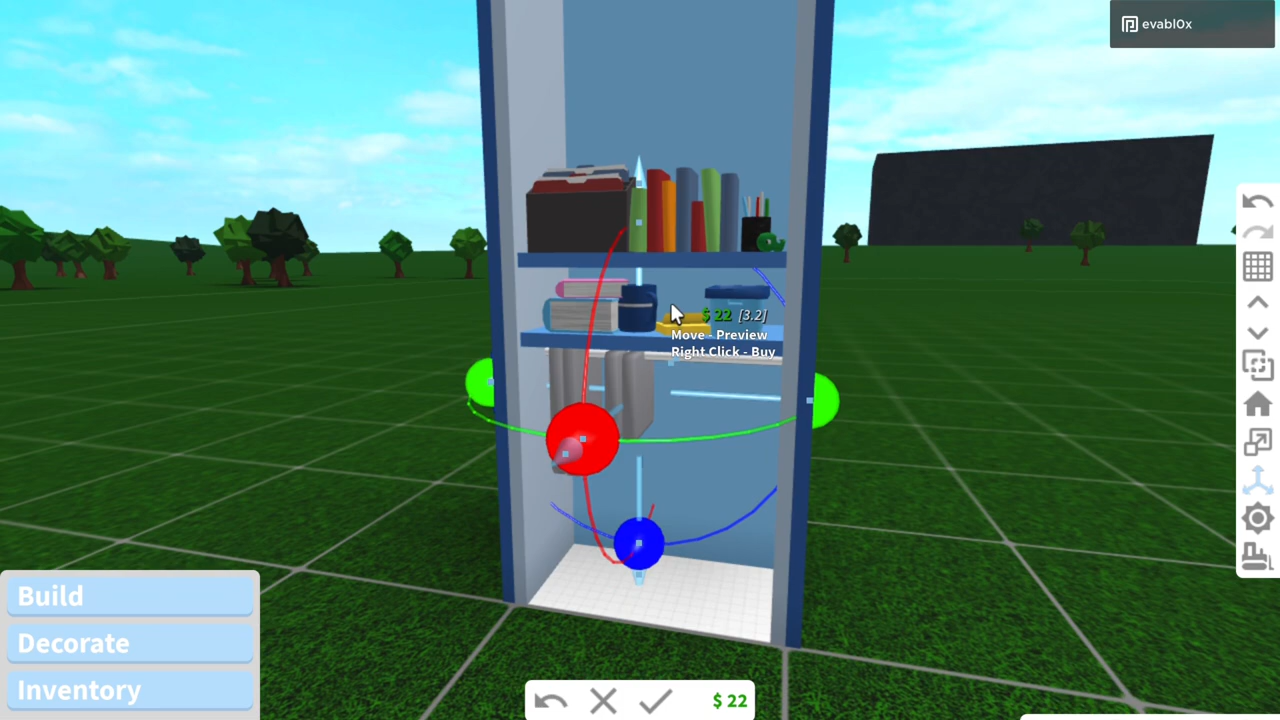 evabl0x
$ 22 [3.2]
Move - Preview
Right Click - Buy
Build
Decorate
Inventory
$ 22